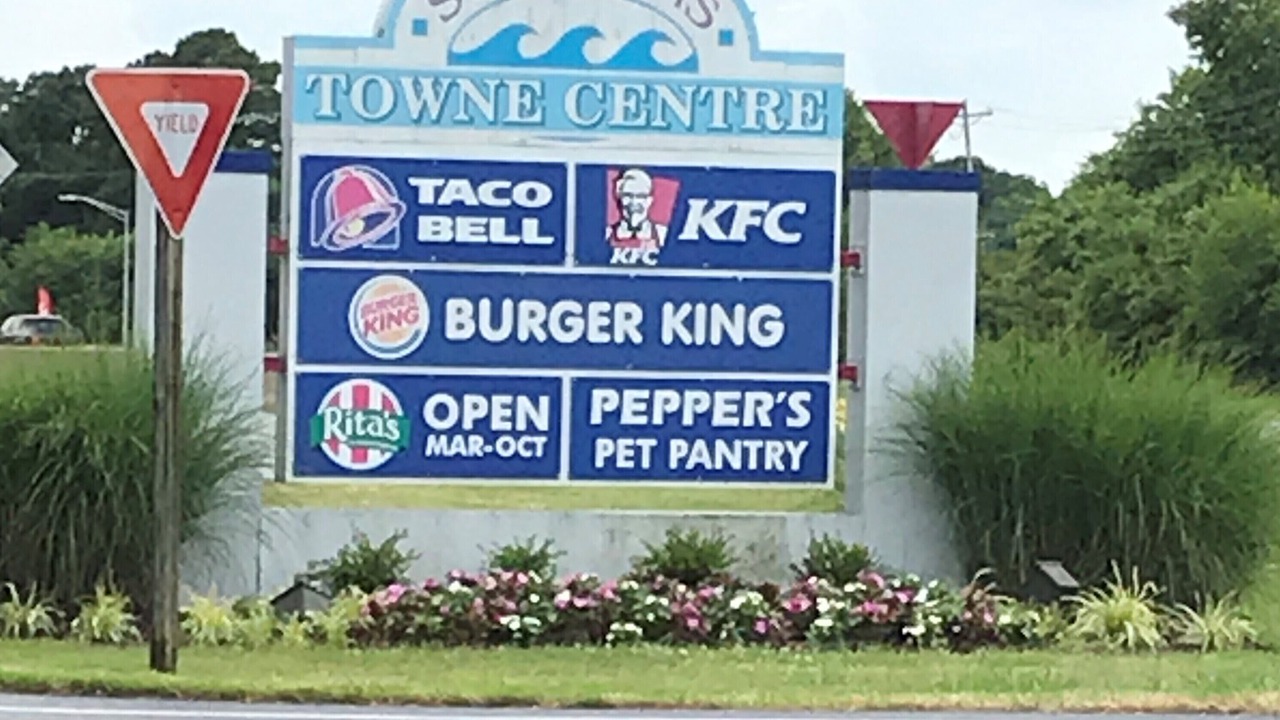 TOWNE CENTRE
YIELD
TACO
BELL
KFC
KFC
BURGER
KING
BURGER KING
Rita's
OPEN
MAR-OCT
PEPPER'S
PET PANTRY